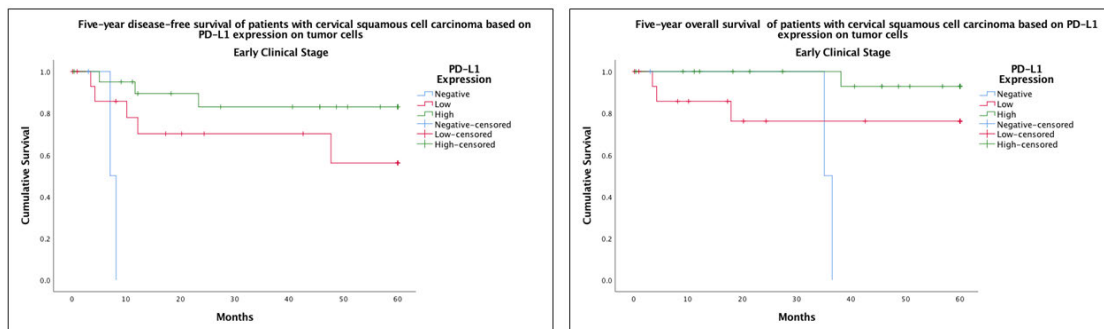 Five-year disease-free survival of patients with cervical squamous cell carcinoma based on
PD-L1 expression on tumor cells
Early Clinical Stage
PD-L1
Expression
Negative
Low
High
Negative-censored
Low-censored
High-censored
Cumulative Survival
1.0
0.8
0.6
0.4
0.2
0.0
0 10 20 30 40 50 60
Months
Five-year overall survival of patients with cervical squamous cell carcinoma based on PD-L1
expression on tumor cells
Early Clinical Stage
PD-L1
Expression
Negative
Low
High
Negative-censored
Low-censored
High-censored
Cumulative Survival
1.0
0.8
0.6
0.4
0.2
0.0
0 10 20 30 40 50 60
Months